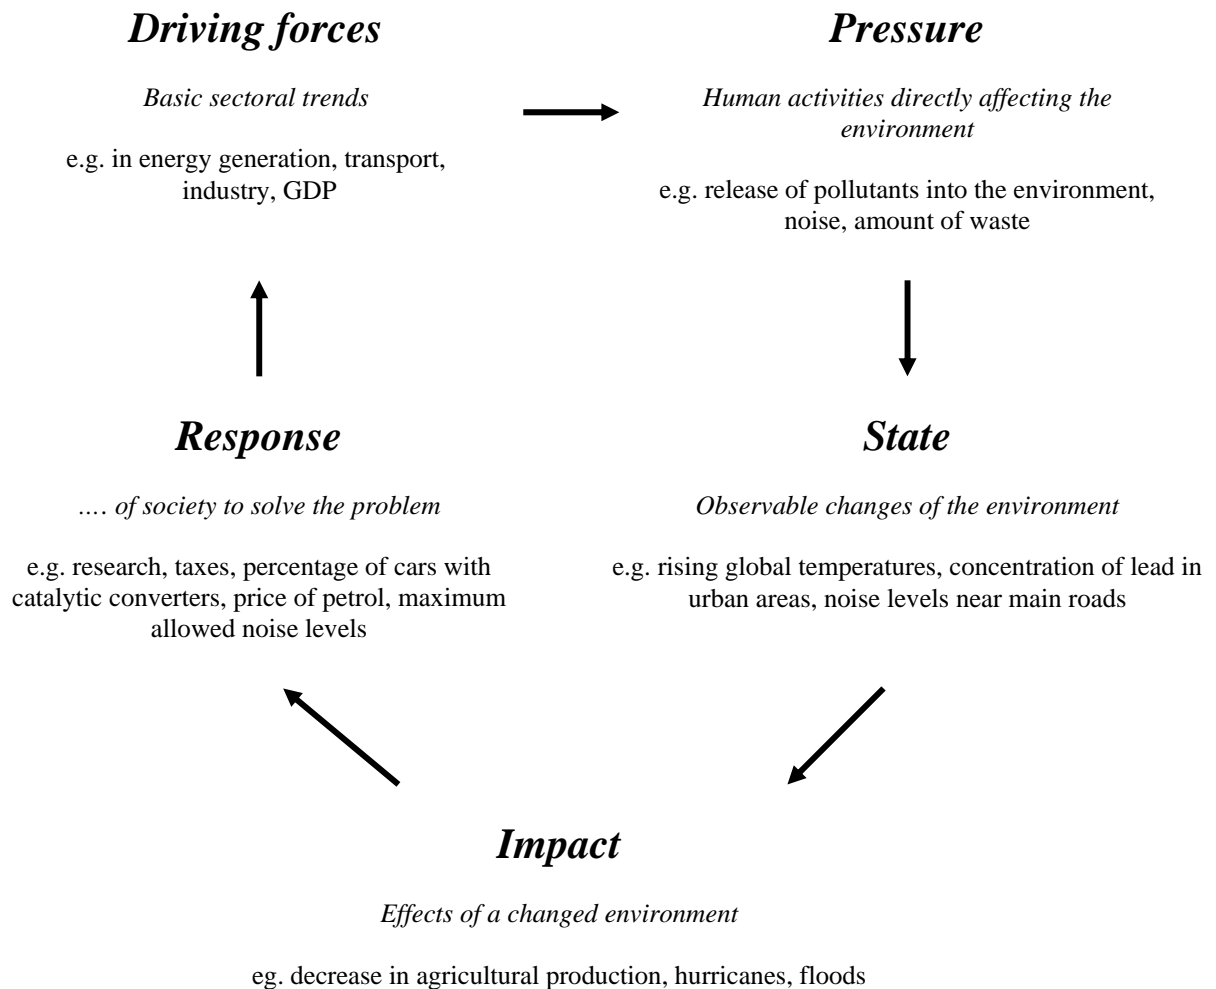 Driving forces
Basic sectoral trends
e.g. in energy generation, transport,
industry, GDP
Pressure
Human activities directly affecting the
environment
e.g. release of pollutants into the environment,
noise, amount of waste
Response
.... of society to solve the problem
e.g. research, taxes, percentage of cars with
catalytic converters, price of petrol, maximum
allowed noise levels
State
Observable changes of the environment
e.g. rising global temperatures, concentration of lead in
urban areas, noise levels near main roads
Impact
Effects of a changed environment
eg. decrease in agricultural production, hurricanes, floods